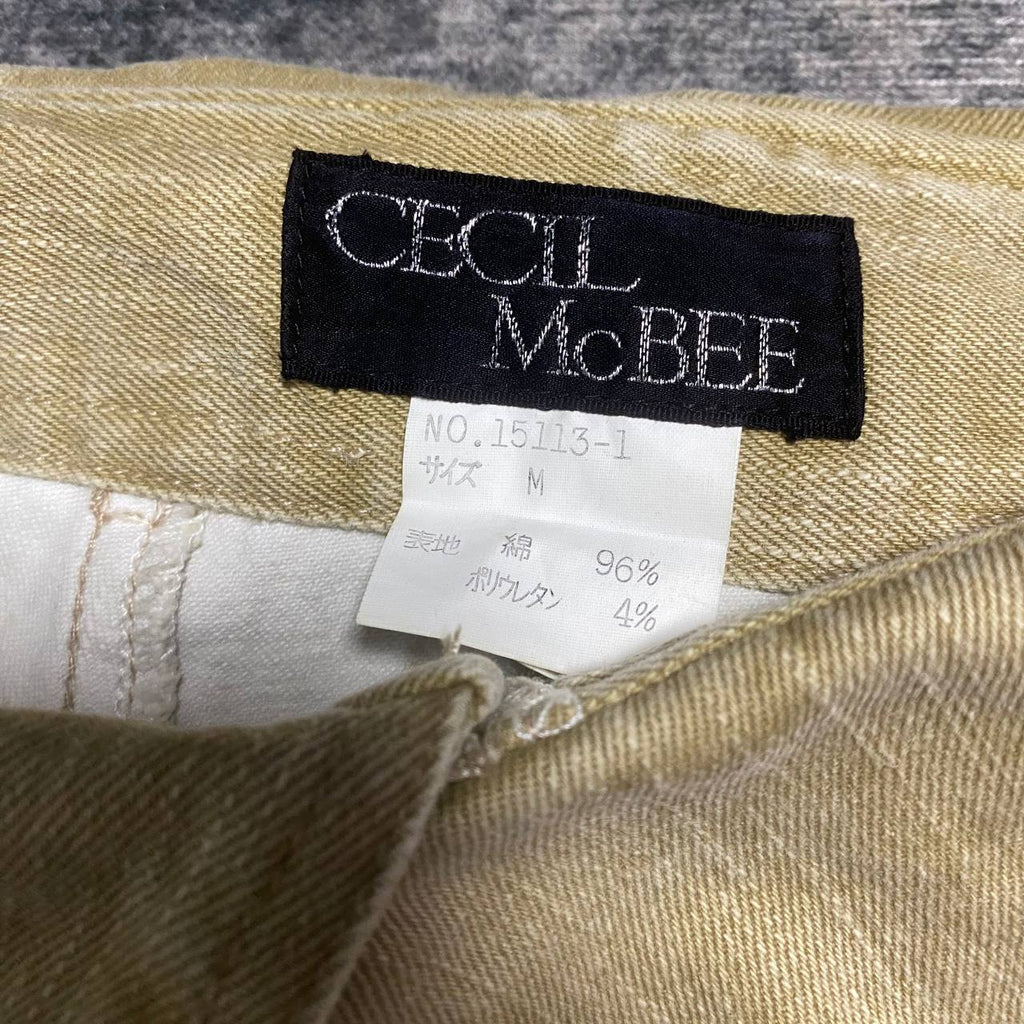 CECIL
McBEE
NO.15113-1
サイズ M
表地 綿 96%
ポリウレタン 4%